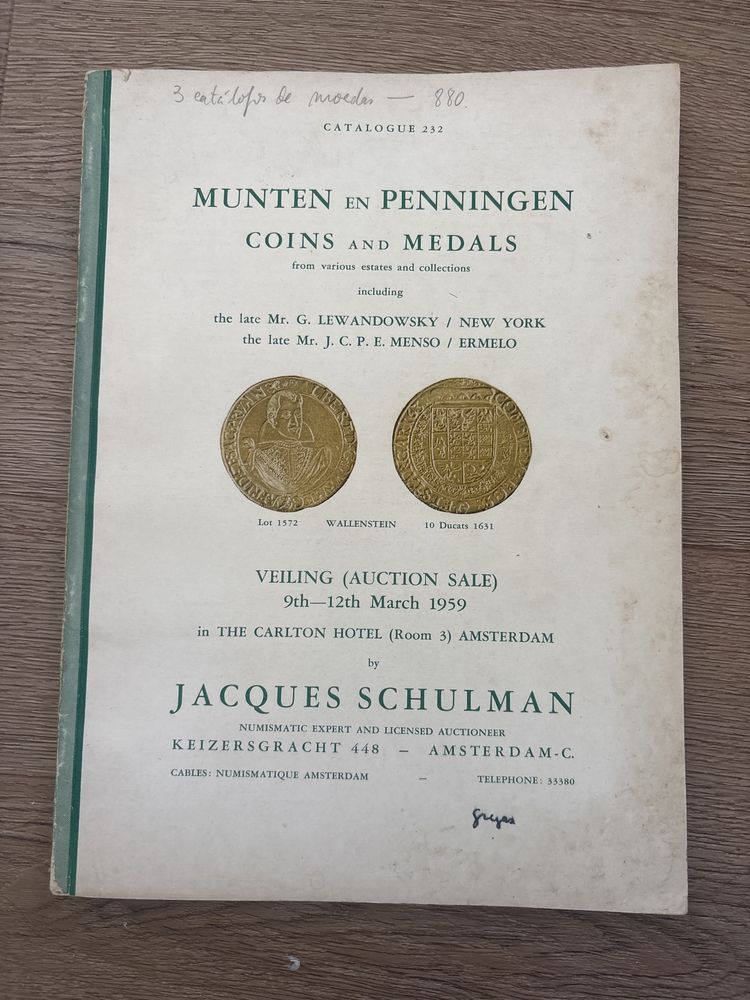 3 catálogos de moedas — 880.
CATALOGUE 232
MUNTEN EN PENNINGEN
COINS AND MEDALS
from various estates and collections
including
the late Mr. G. LEWANDOWSKY / NEW YORK
the late Mr. J. C. P. E. MENSO / ERMELO
Lot 1572 WALLENSTEIN 10 Ducats 1631
VEILING (AUCTION SALE)
9th—12th March 1959
in THE CARLTON HOTEL (Room 3) AMSTERDAM
by
JACQUES SCHULMAN
NUMISMATIC EXPERT AND LICENSED AUCTIONEER
KEIZERSGRACHT 448 — AMSTERDAM-C.
CABLES: NUMISMATIQUE AMSTERDAM — TELEPHONE: 33380